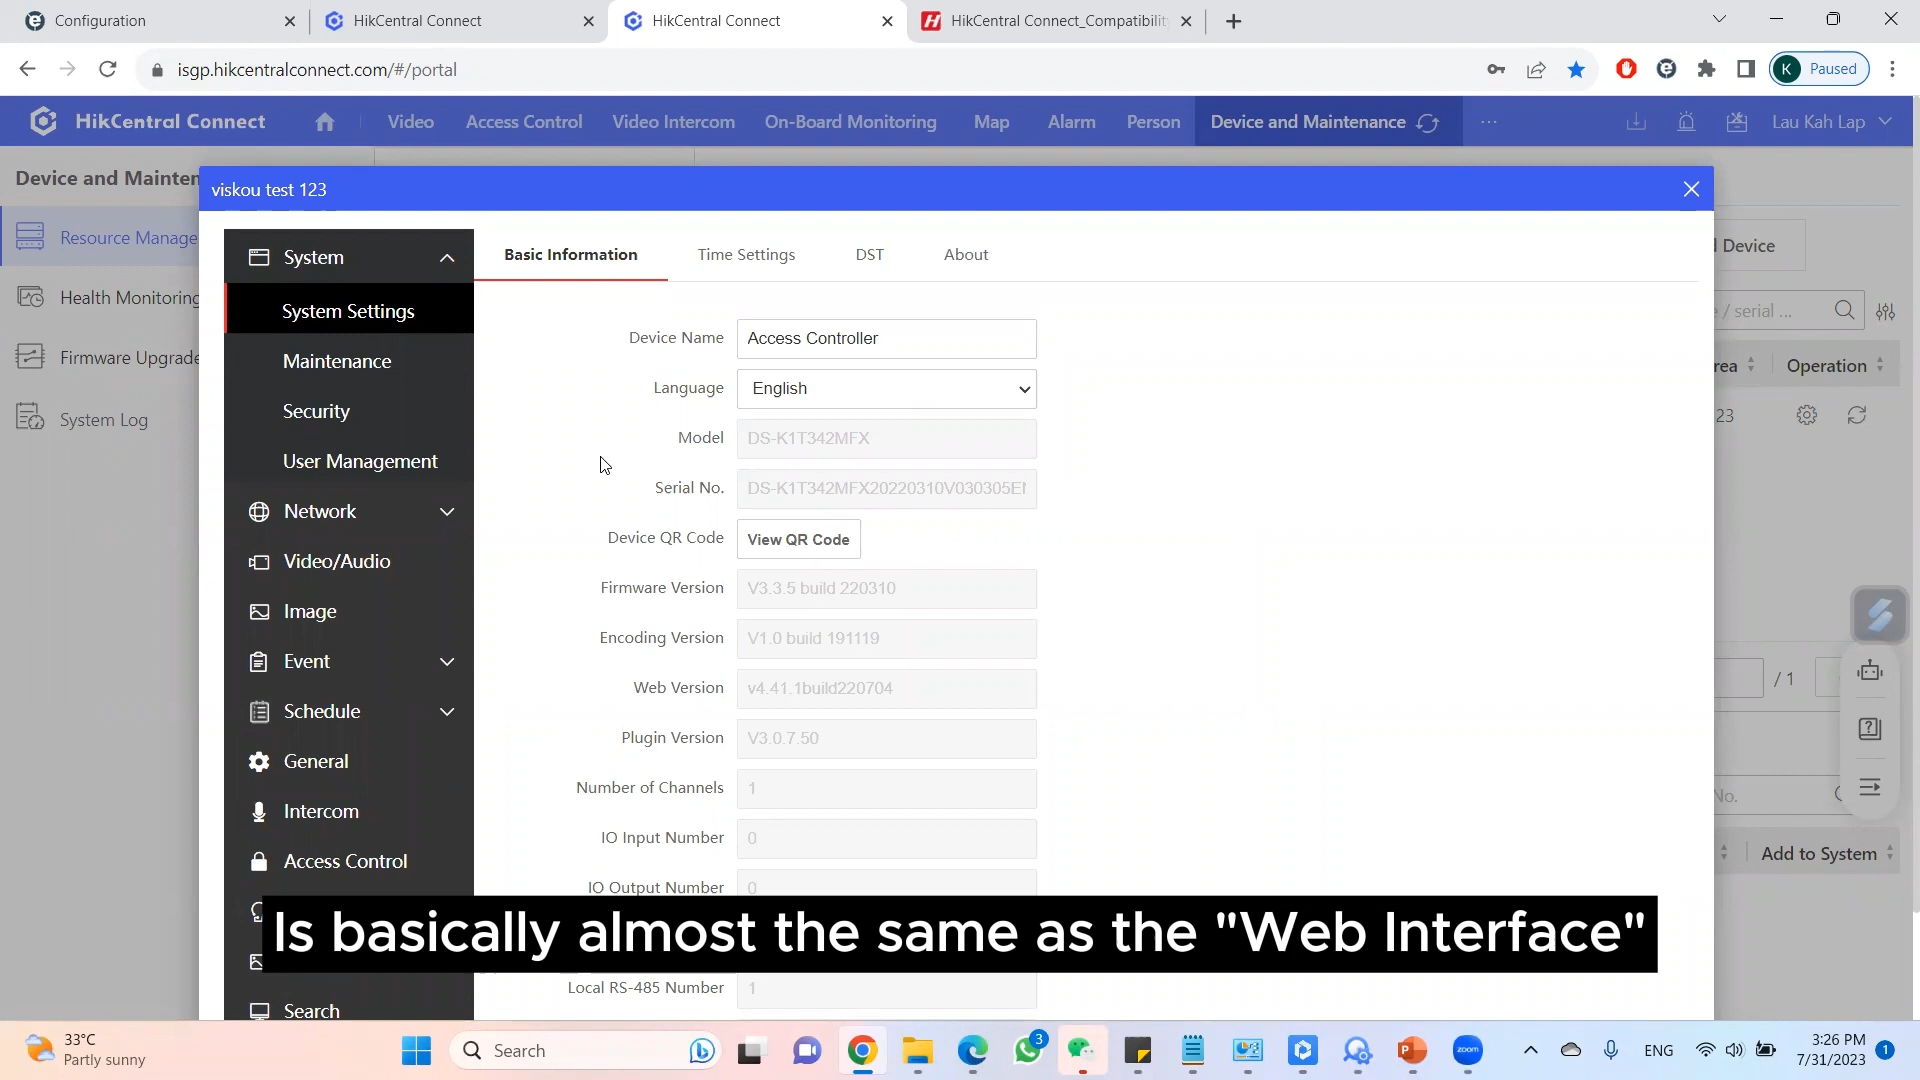 Configuration
HikCentral Connect
HikCentral Connect
HikCentral Connect_Compatibilit
isgp.hikcentralconnect.com/#/portal
K Paused
HikCentral Connect
Video
Access Control
Video Intercom
On-Board Monitoring
Map
Alarm
Person
Device and Maintenance
Lau Kah Lap
Device and Mainten
viskou test 123
Resource Manage
Health Monitoring
Firmware Upgrade
System Log
System
System Settings
Maintenance
Security
User Management
Network
Video/Audio
Image
Event
Schedule
General
Intercom
Access Control
Search
Basic Information
Time Settings
DST
About
Device Name Access Controller
Language English
Model DS-K1T342MFX
Serial No. DS-K1T342MFX20220310V030305E
Device QR Code View QR Code
Firmware Version V3.3.5 build 220310
Encoding Version V1.0 build 191119
Web Version v4.41.1build220704
Plugin Version V3.0.7.50
Number of Channels 1
IO Input Number 0
IO Output Number 0
Local RS-485 Number 1
Device
/ serial ...
rea
Operation
23
/ 1
No.
Add to System
Is basically almost the same as the "Web Interface"
33°C
Partly sunny
Search
3
zoom
ENG
3:26 PM
7/31/2023
1